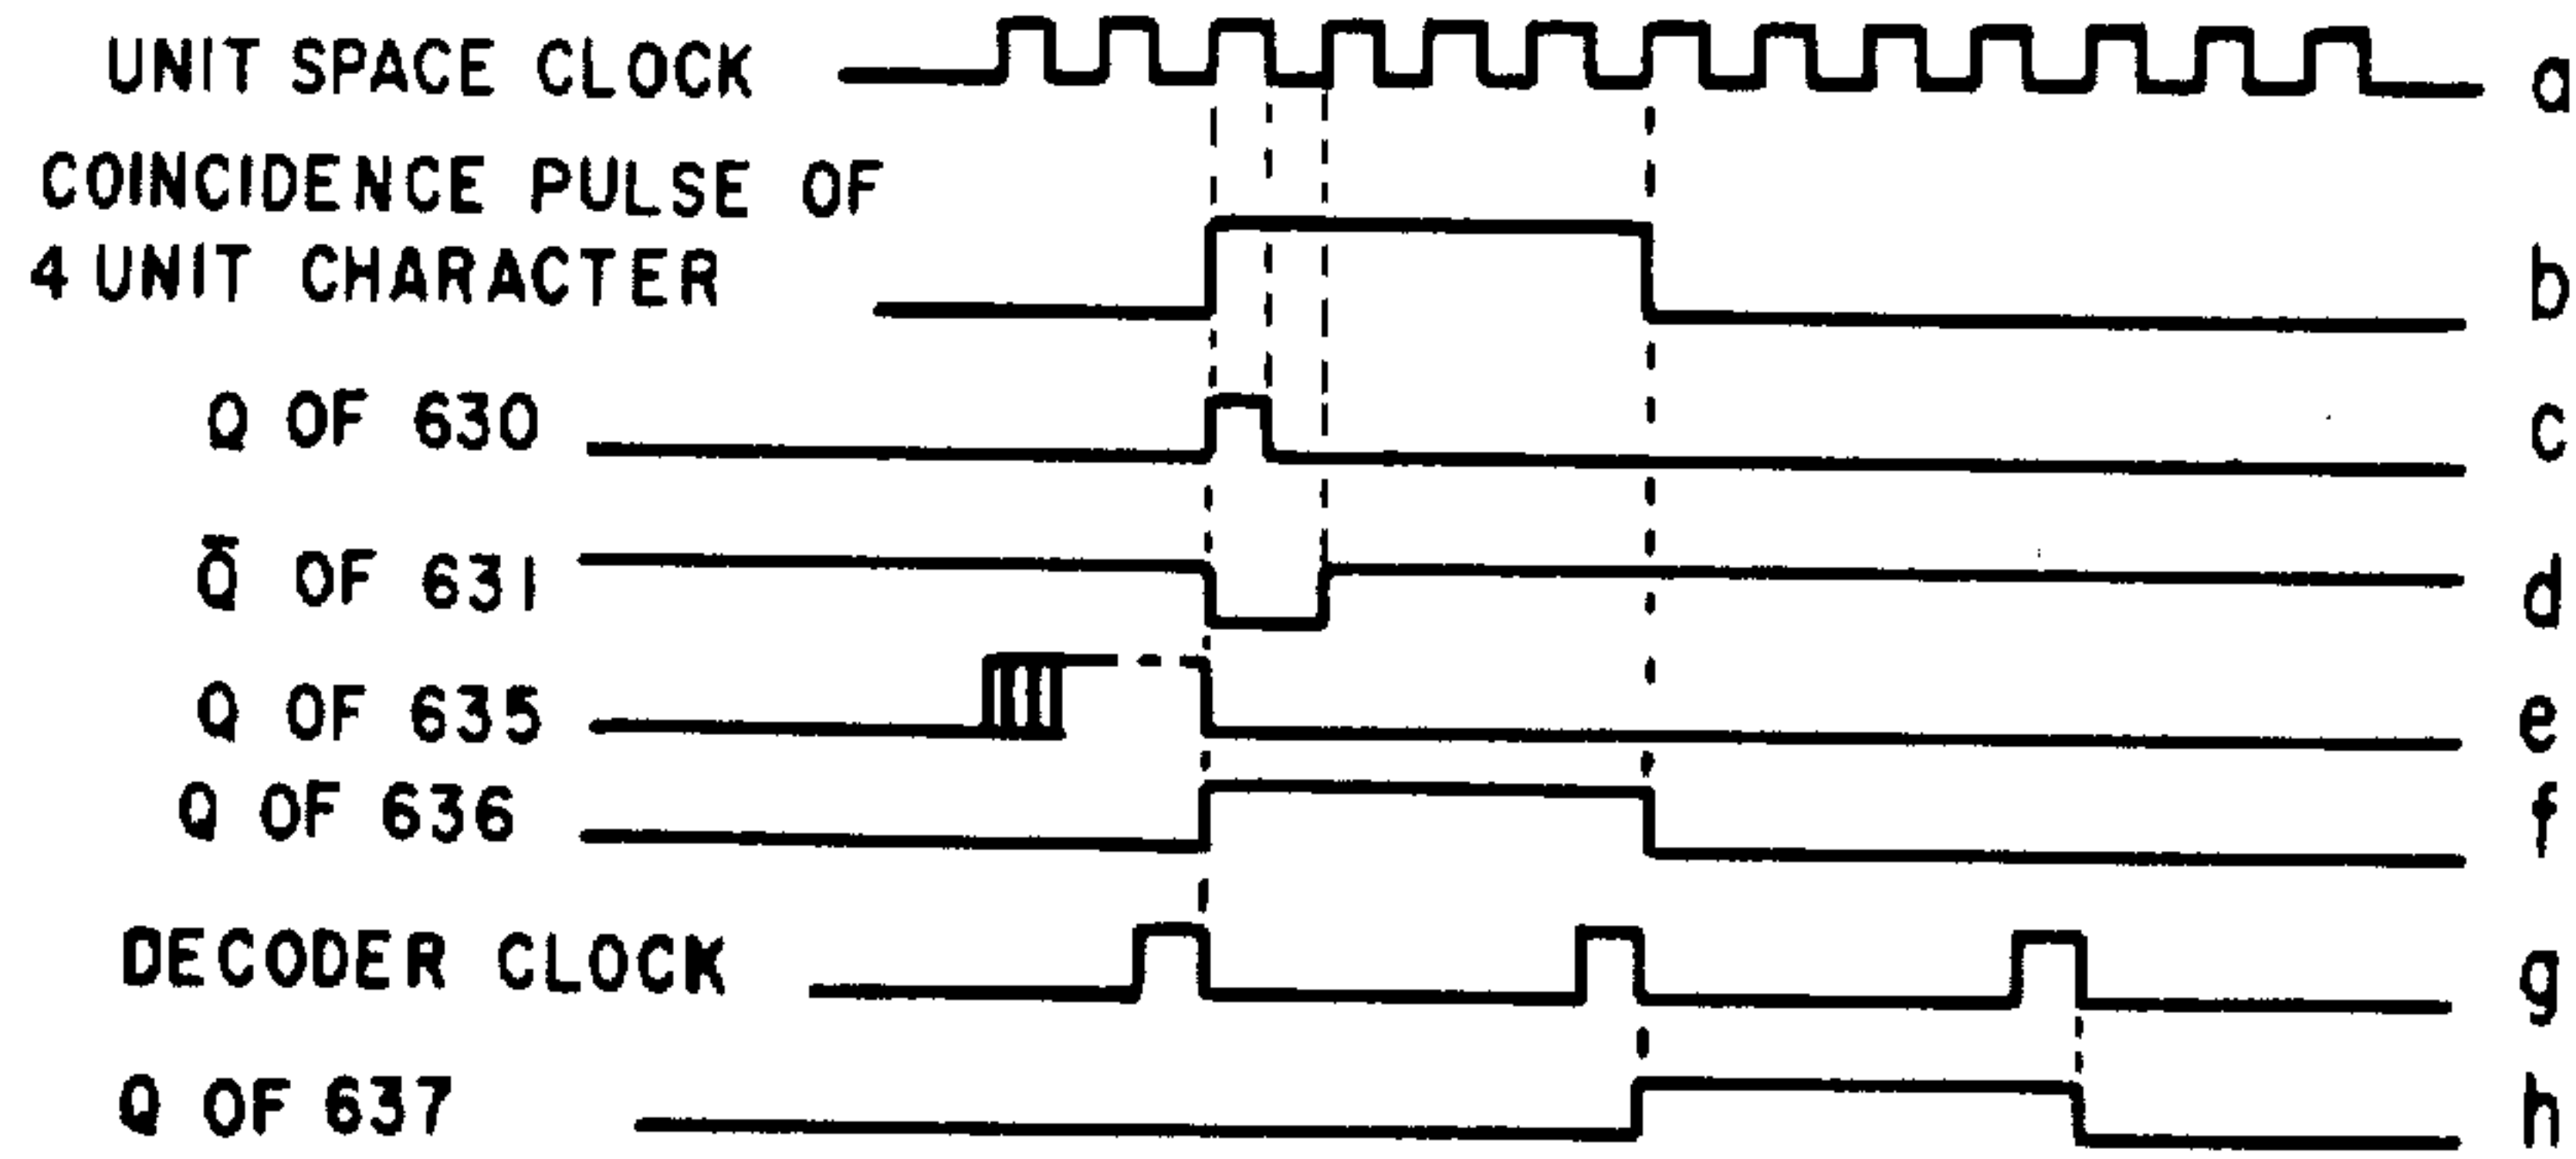 UNIT SPACE CLOCK a
COINCIDENCE PULSE OF
4 UNIT CHARACTER b
Q OF 630 c
Q̅ OF 631 d
Q OF 635 e
Q OF 636 f
DECODER CLOCK g
Q OF 637 h